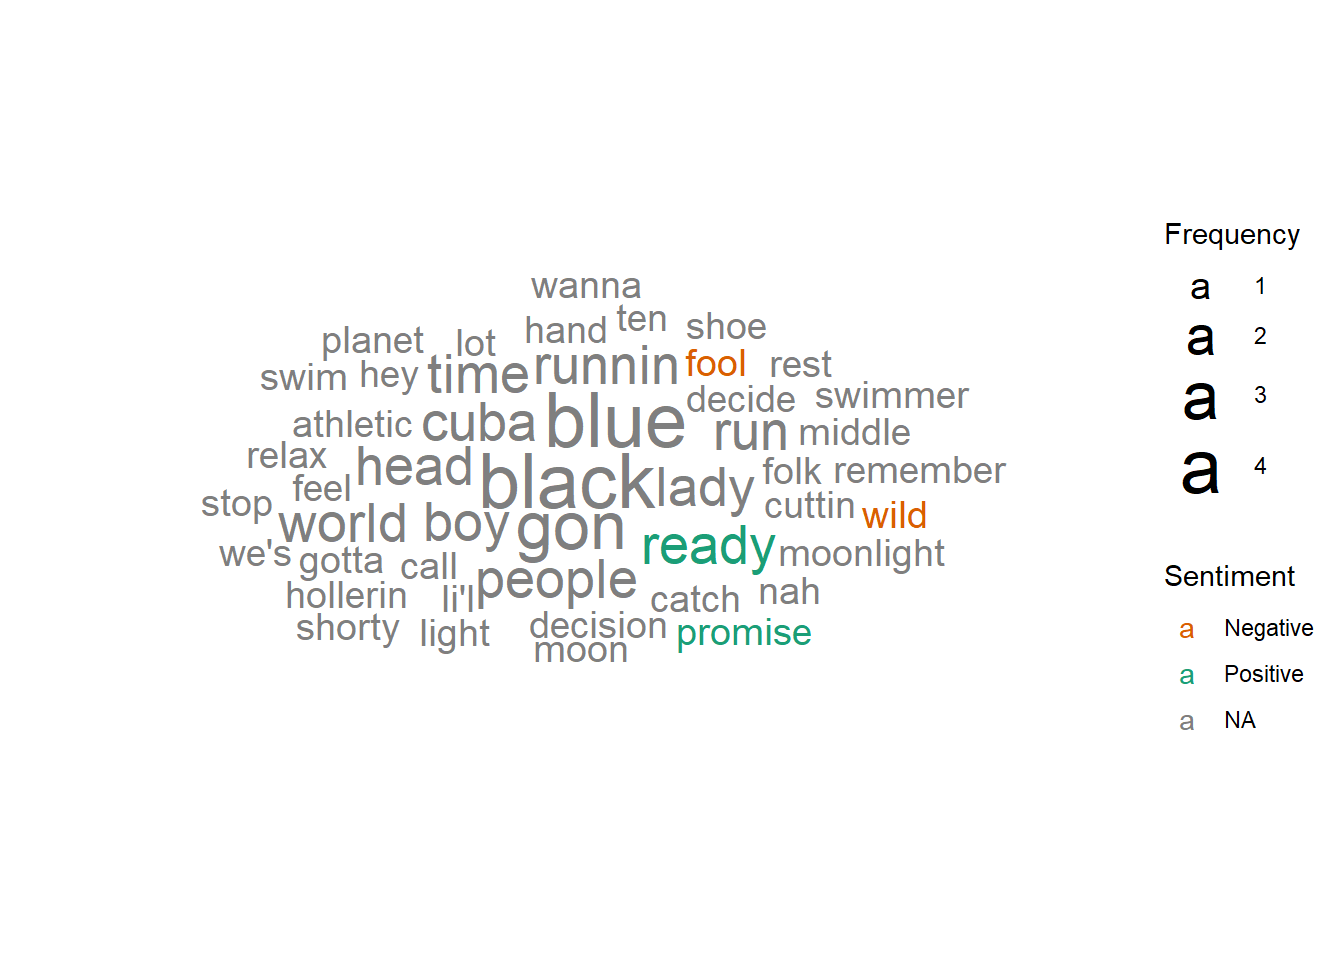 wanna
ten
planet lot hand shoe
swim hey time runnin fool rest
decide swimmer
athletic cuba blue run middle
relax head folk remember
feel black lady
stop cuttin wild
world boy gon
we's gotta call ready moonlight
hollerin li'l people catch nah
shorty light decision promise
moon
Frequency
a 1
a 2
a 3
a 4
Sentiment
a Negative
a Positive
a NA